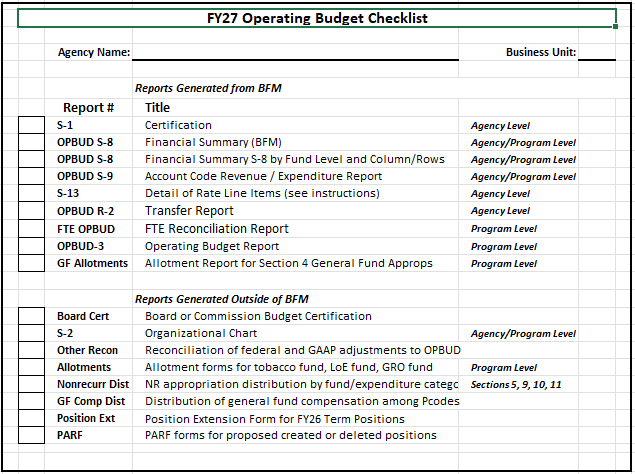 FY27 Operating Budget Checklist
Agency Name: Business Unit:
Reports Generated from BFM
Report # Title
S-1 Certification Agency Level
OPBUD S-8 Financial Summary (BFM) Agency/Program Level
OPBUD S-8 Financial Summary S-8 by Fund Level and Column/Rows Agency/Program Level
OPBUD S-9 Account Code Revenue / Expenditure Report Agency/Program Level
S-13 Detail of Rate Line Items (see instructions) Agency Level
OPBUD R-2 Transfer Report Agency Level
FTE OPBUD FTE Reconciliation Report Program Level
OPBUD-3 Operating Budget Report Program Level
GF Allotments Allotment Report for Section 4 General Fund Approps Program Level
Reports Generated Outside of BFM
Board Cert Board or Commission Budget Certification
S-2 Organizational Chart Agency/Program Level
Other Recon Reconciliation of federal and GAAP adjustments to OPBUD
Allotments Allotment forms for tobacco fund, LoE fund, GRO fund Program Level
Nonrecurr Dist NR appropriation distribution by fund/expenditure categc Sections 5, 9, 10, 11
GF Comp Dist Distribution of general fund compensation among Pcodes
Position Ext Position Extension Form for FY26 Term Positions
PARF PARF forms for proposed created or deleted positions